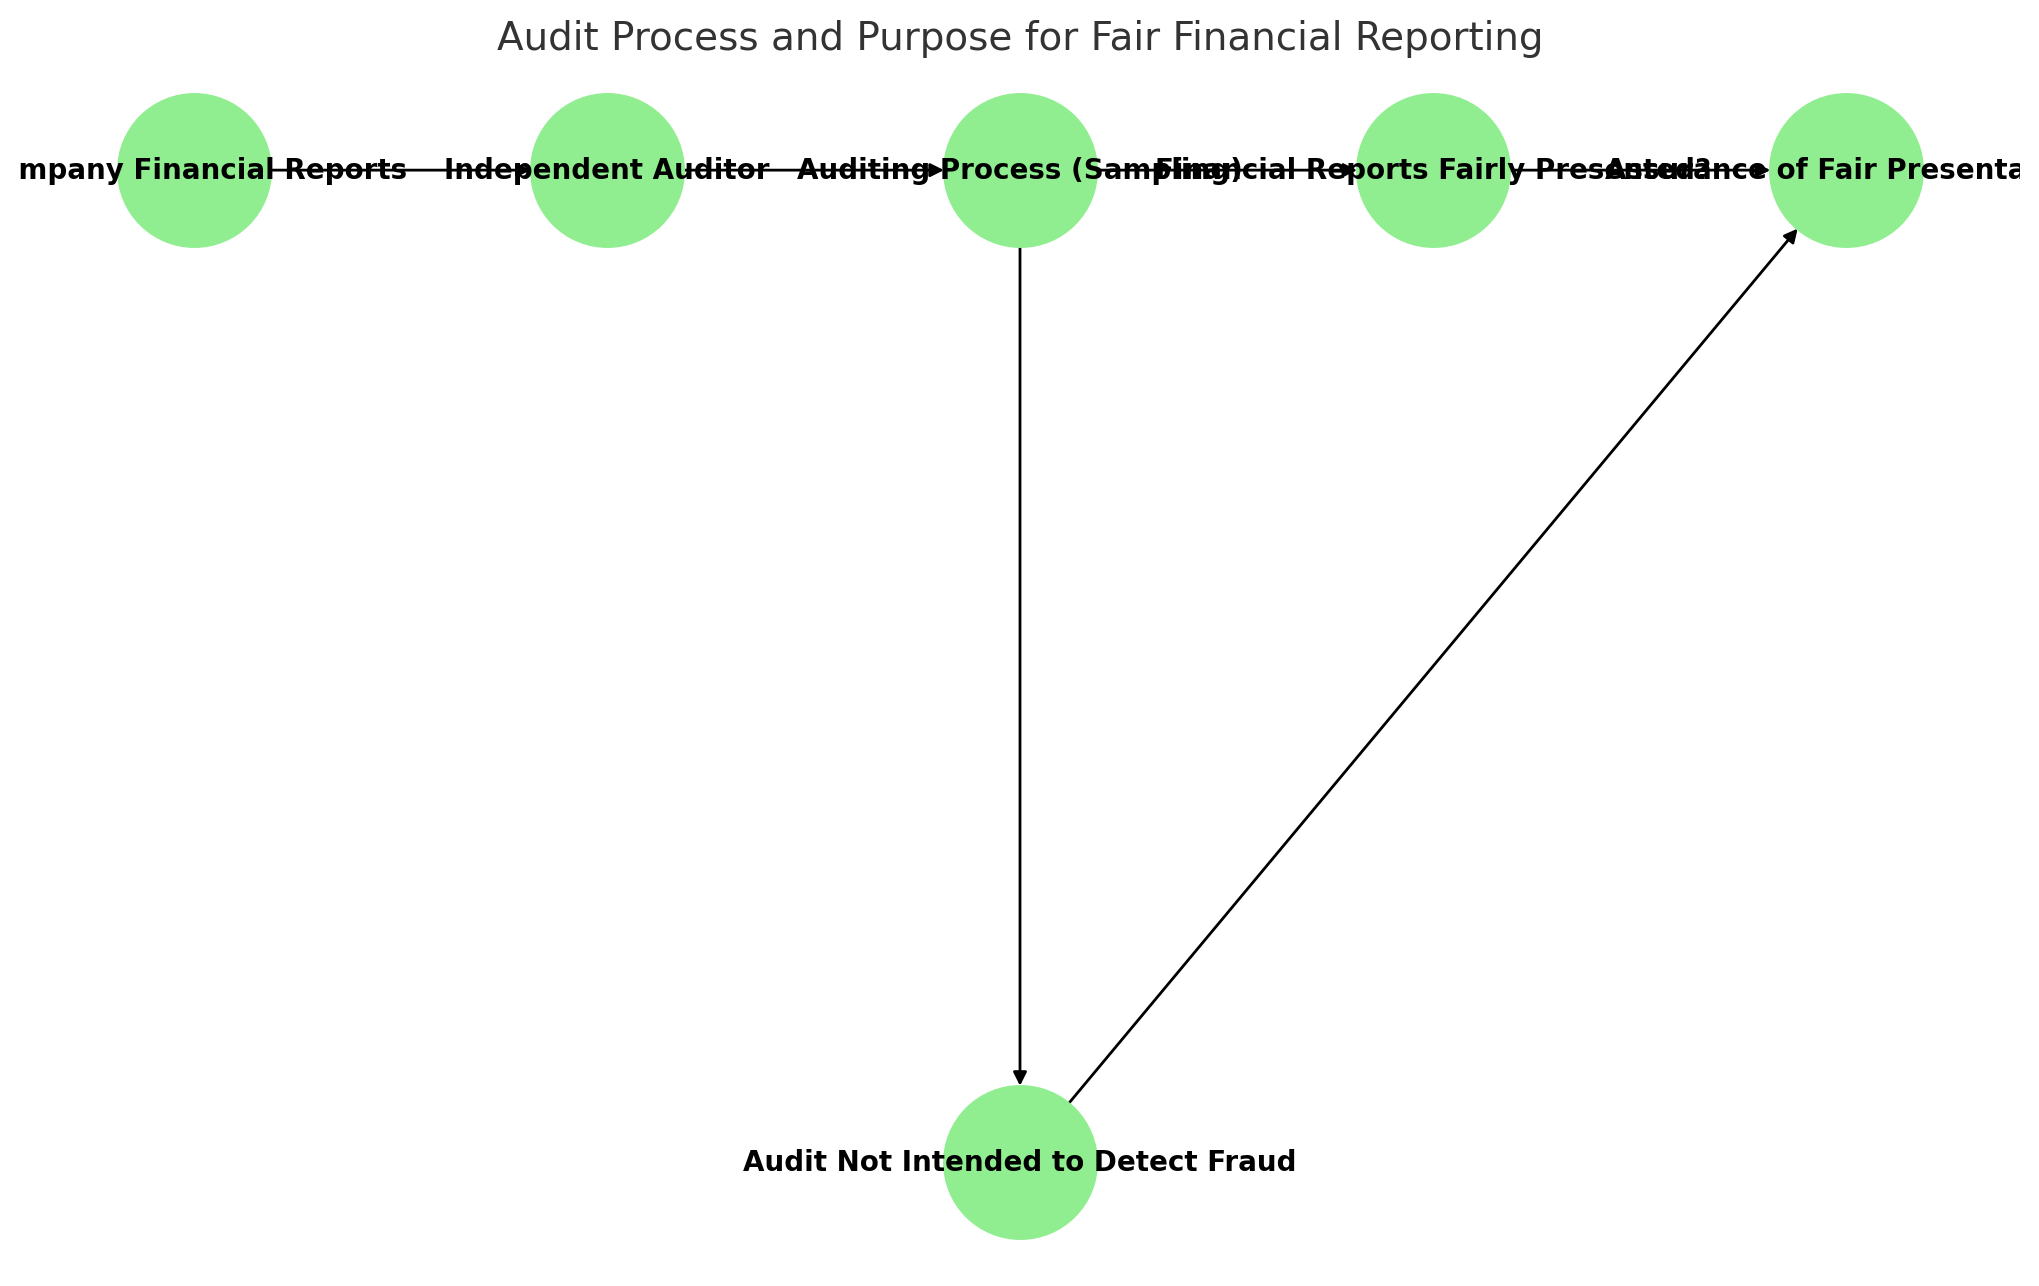 Audit Process and Purpose for Fair Financial Reporting
mpany Financial Reports
Independent Auditor
Auditing Process (Sampling)
Financial Reports Fairly Presented?
Assurance of Fair Presenta
Audit Not Intended to Detect Fraud